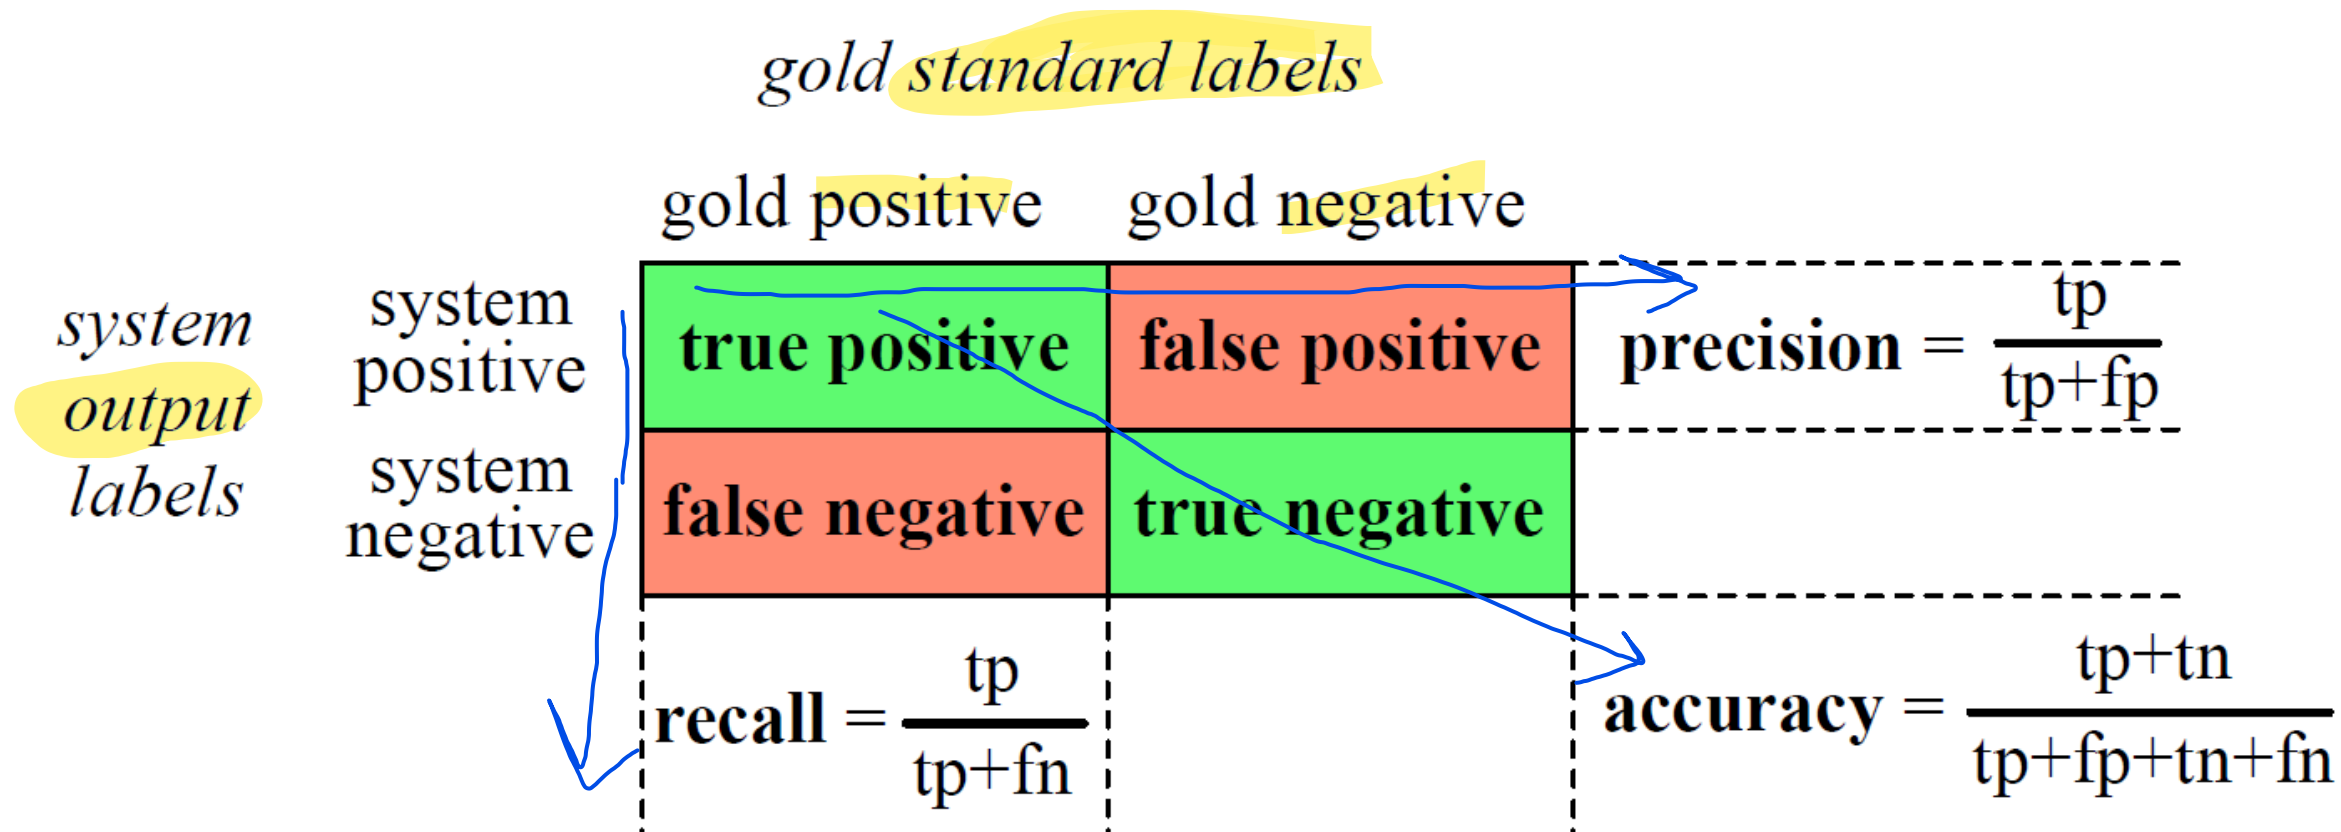 gold standard labels
gold positive gold negative
system
positive
true positive
false positive
precision = tp
tp+fp
system
output
labels
system
negative
false negative
true negative
recall = tp
tp+fn
accuracy = tp+tn
tp+fp+tn+fn